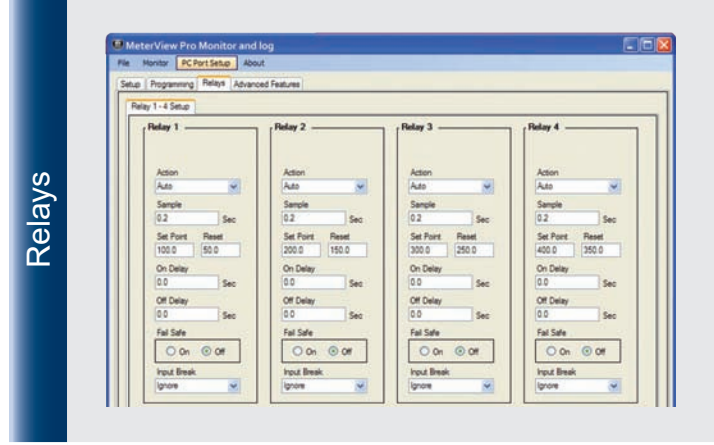 Relays
MeterView Pro Monitor and log
File Monitor PC Port Setup About
Setup Programming Relays Advanced Features
Relay 1 - 4 Setup
Relay 1 Relay 2 Relay 3 Relay 4
Action Action Action Action
Auto Auto Auto Auto
Sample Sample Sample Sample
0.2 Sec 0.2 Sec 0.2 Sec 0.2 Sec
Set Point Reset Set Point Reset Set Point Reset Set Point Reset
100.0 50.0 200.0 150.0 300.0 250.0 400.0 350.0
On Delay On Delay On Delay On Delay
0.0 Sec 0.0 Sec 0.0 Sec 0.0 Sec
Off Delay Off Delay Off Delay Off Delay
0.0 Sec 0.0 Sec 0.0 Sec 0.0 Sec
Fail Safe Fail Safe Fail Safe Fail Safe
On Off On Off On Off On Off
Input Break Input Break Input Break Input Break
Ignore Ignore Ignore Ignore